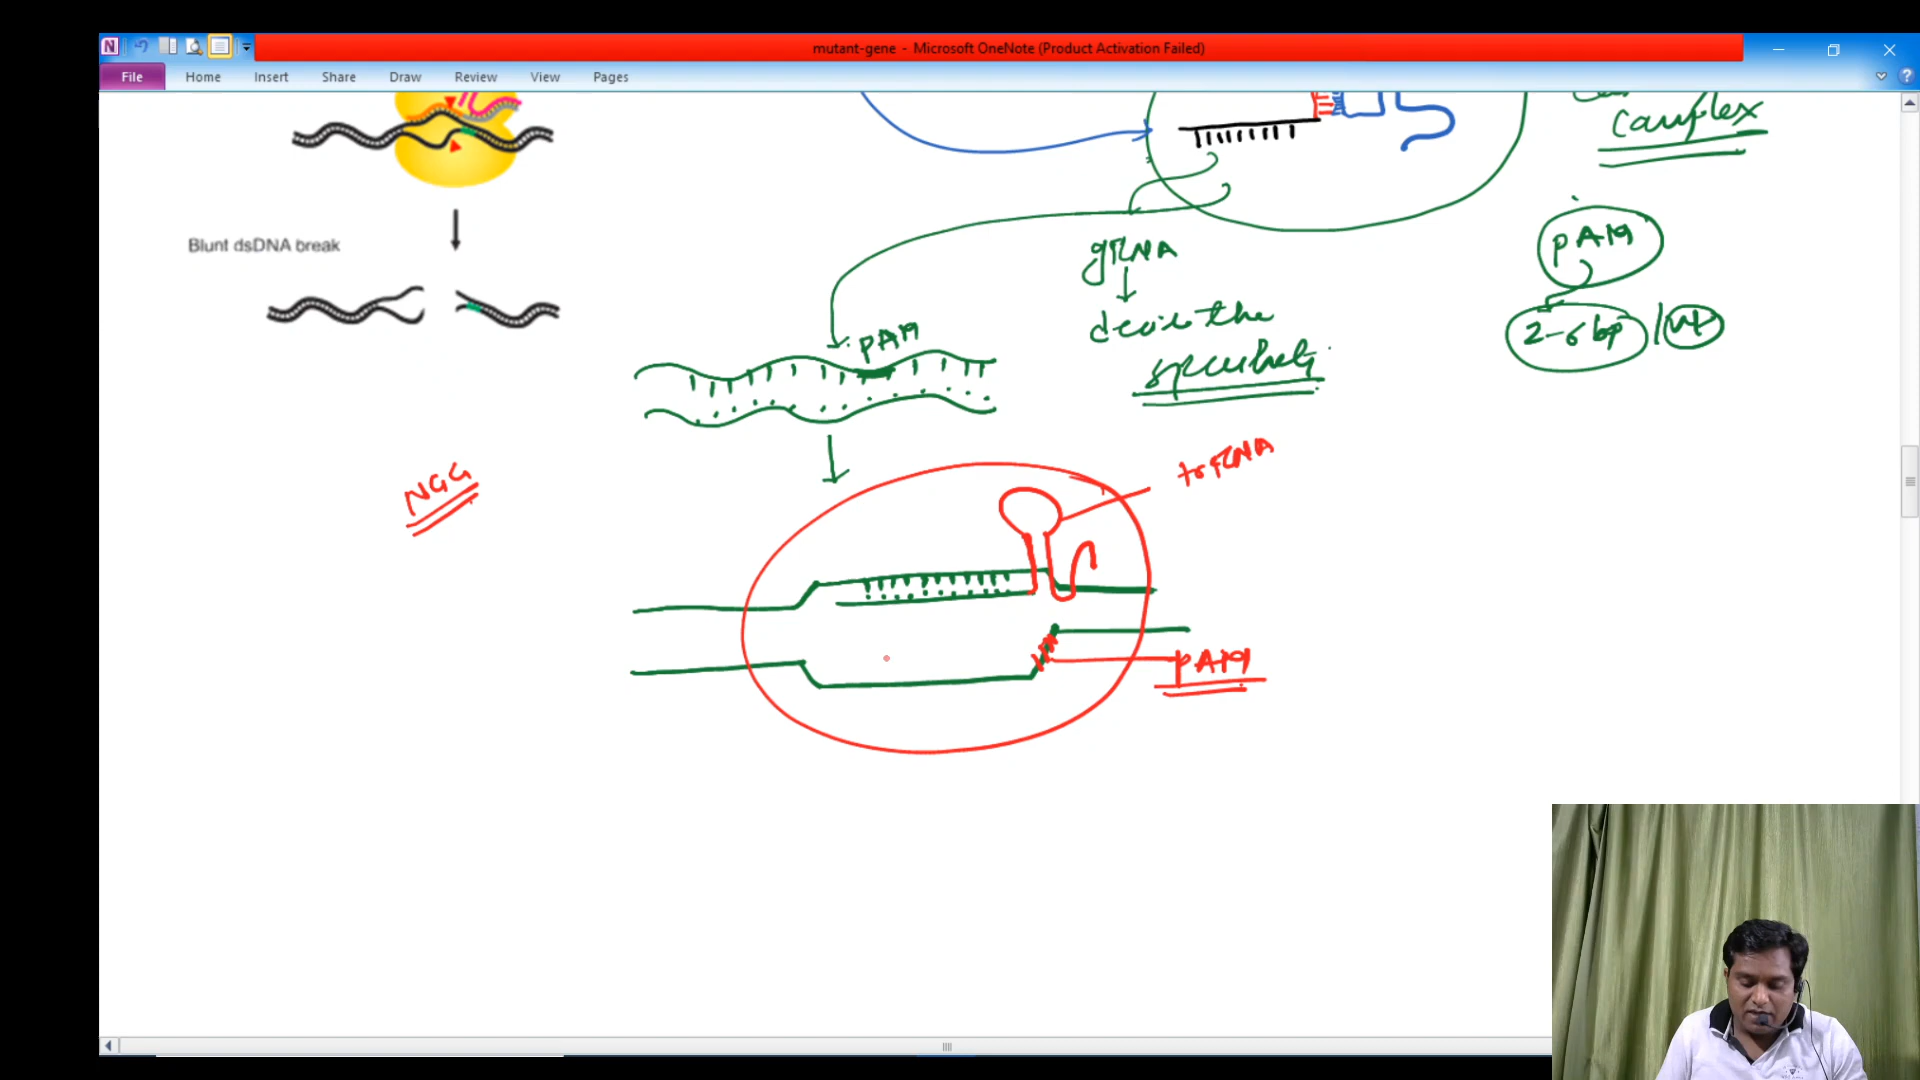 mutant-gene - Microsoft OneNote (Product Activation Failed)
File Home Insert Share Draw Review View Pages
complex
PAM
gRNA
Blunt dsDNA break
the
2-6 bp
PAM
NGG
PAM